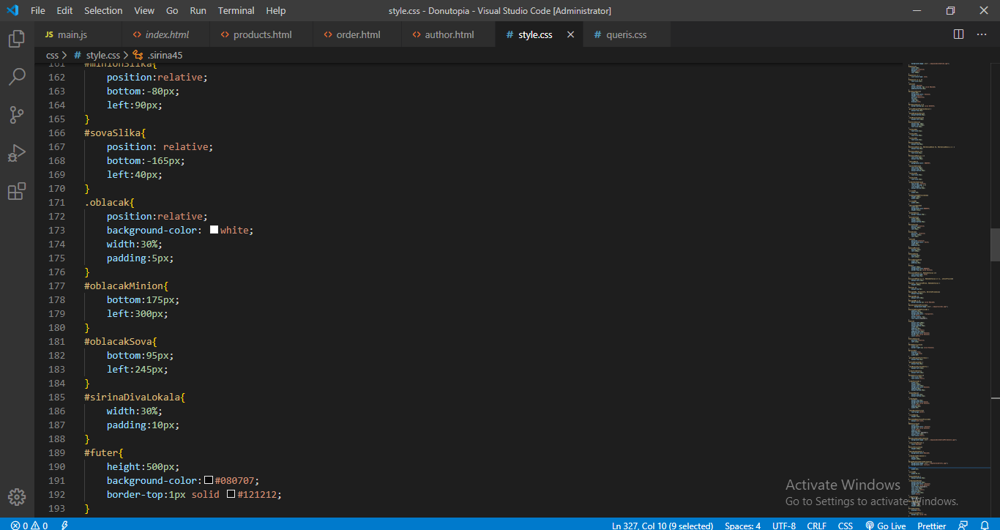 File Edit Selection View Go Run Terminal Help style.css - Donutopia - Visual Studio Code [Administrator]
JS main.js <> index.html <> products.html <> order.html <> author.html # style.css # queris.css
css > # style.css > .sirina45
161 #minionSlika{
162 position:relative;
163 bottom:-80px;
164 left:90px;
165 }
166 #sovaSlika{
167 position: relative;
168 bottom:-165px;
169 left:40px;
170 }
171 .oblacak{
172 position:relative;
173 background-color: white;
174 width:30%;
175 padding:5px;
176 }
177 #oblacakMinion{
178 bottom:175px;
179 left:300px;
180 }
181 #oblacakSova{
182 bottom:95px;
183 left:245px;
184 }
185 #sirinaDivaLokala{
186 width:30%;
187 padding:10px;
188 }
189 #futer{
190 height:500px;
191 background-color:#080707;
192 border-top:1px solid #121212;
193 }
Activate Windows
Go to Settings to activate Windows.
0 0 Ln 327, Col 10 (9 selected) Spaces: 4 UTF-8 CRLF CSS Go Live Prettier